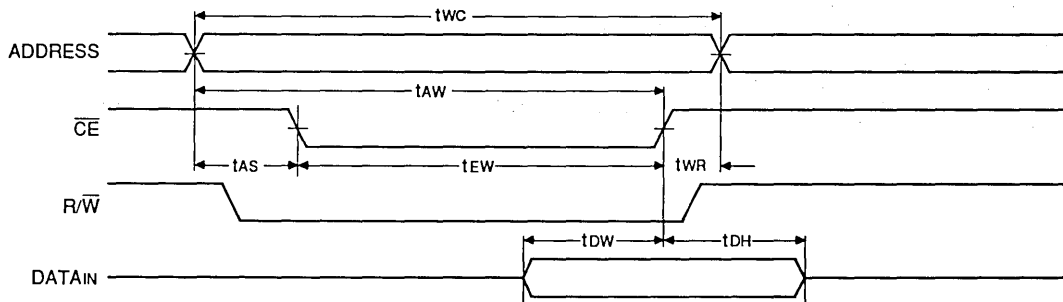 tWC
ADDRESS
tAW
CE
tAS tEW tWR
R/W
tDW tDH
DATAIN